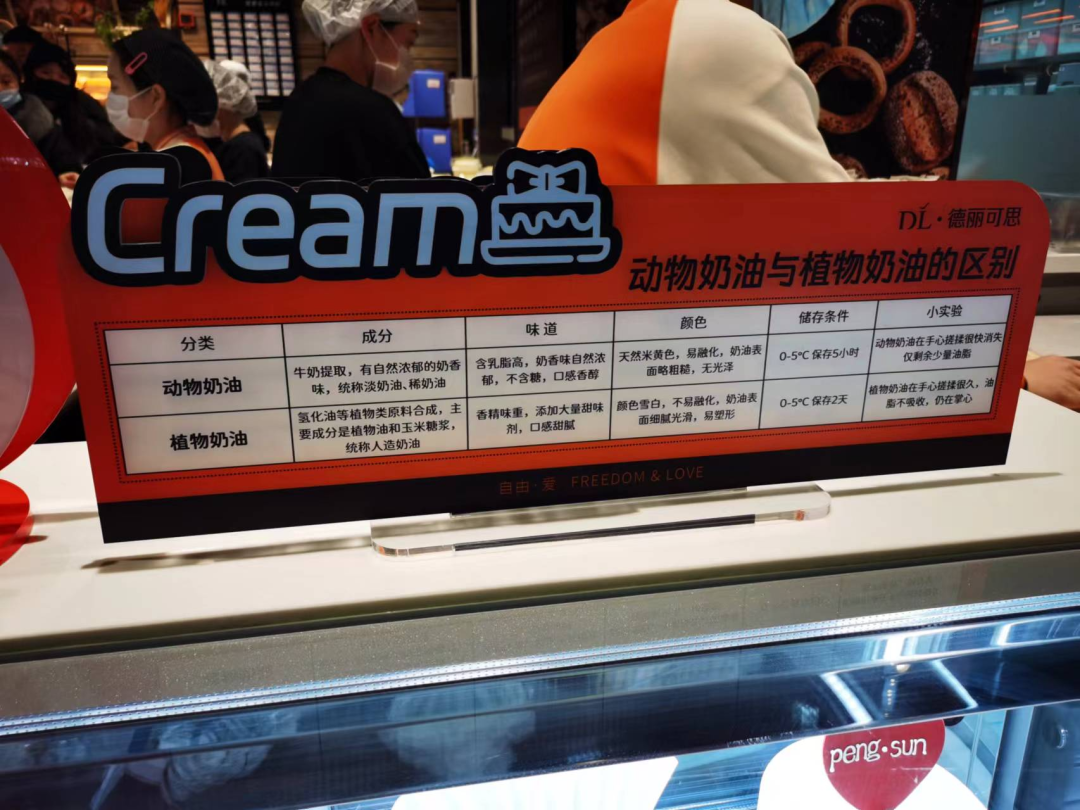 Cream
DL·德丽可思
动物奶油与植物奶油的区别
分类
成分
味道
颜色
储存条件
小实验
动物奶油
牛奶提取，有自然浓郁的奶香
味，统称淡奶油、稀奶油
含乳脂高，奶香味自然浓
郁，不含糖，口感香醇
天然米黄色，易融化，奶油表
面略粗糙，无光泽
0-5°C 保存5小时
动物奶油在手心搓揉很快消失
仅剩余少量油脂
植物奶油
氢化油等植物类原料合成，主
要成分是植物油和玉米糖浆，
统称人造奶油
香精味重，添加大量甜味
剂，口感甜腻
颜色雪白，不易融化，奶油表
面细腻光滑，易塑形
0-5°C 保存2天
植物奶油在手心搓揉很久，油
脂不吸收，仍在掌心
自由·爱 FREEDOM & LOVE
peng·sun